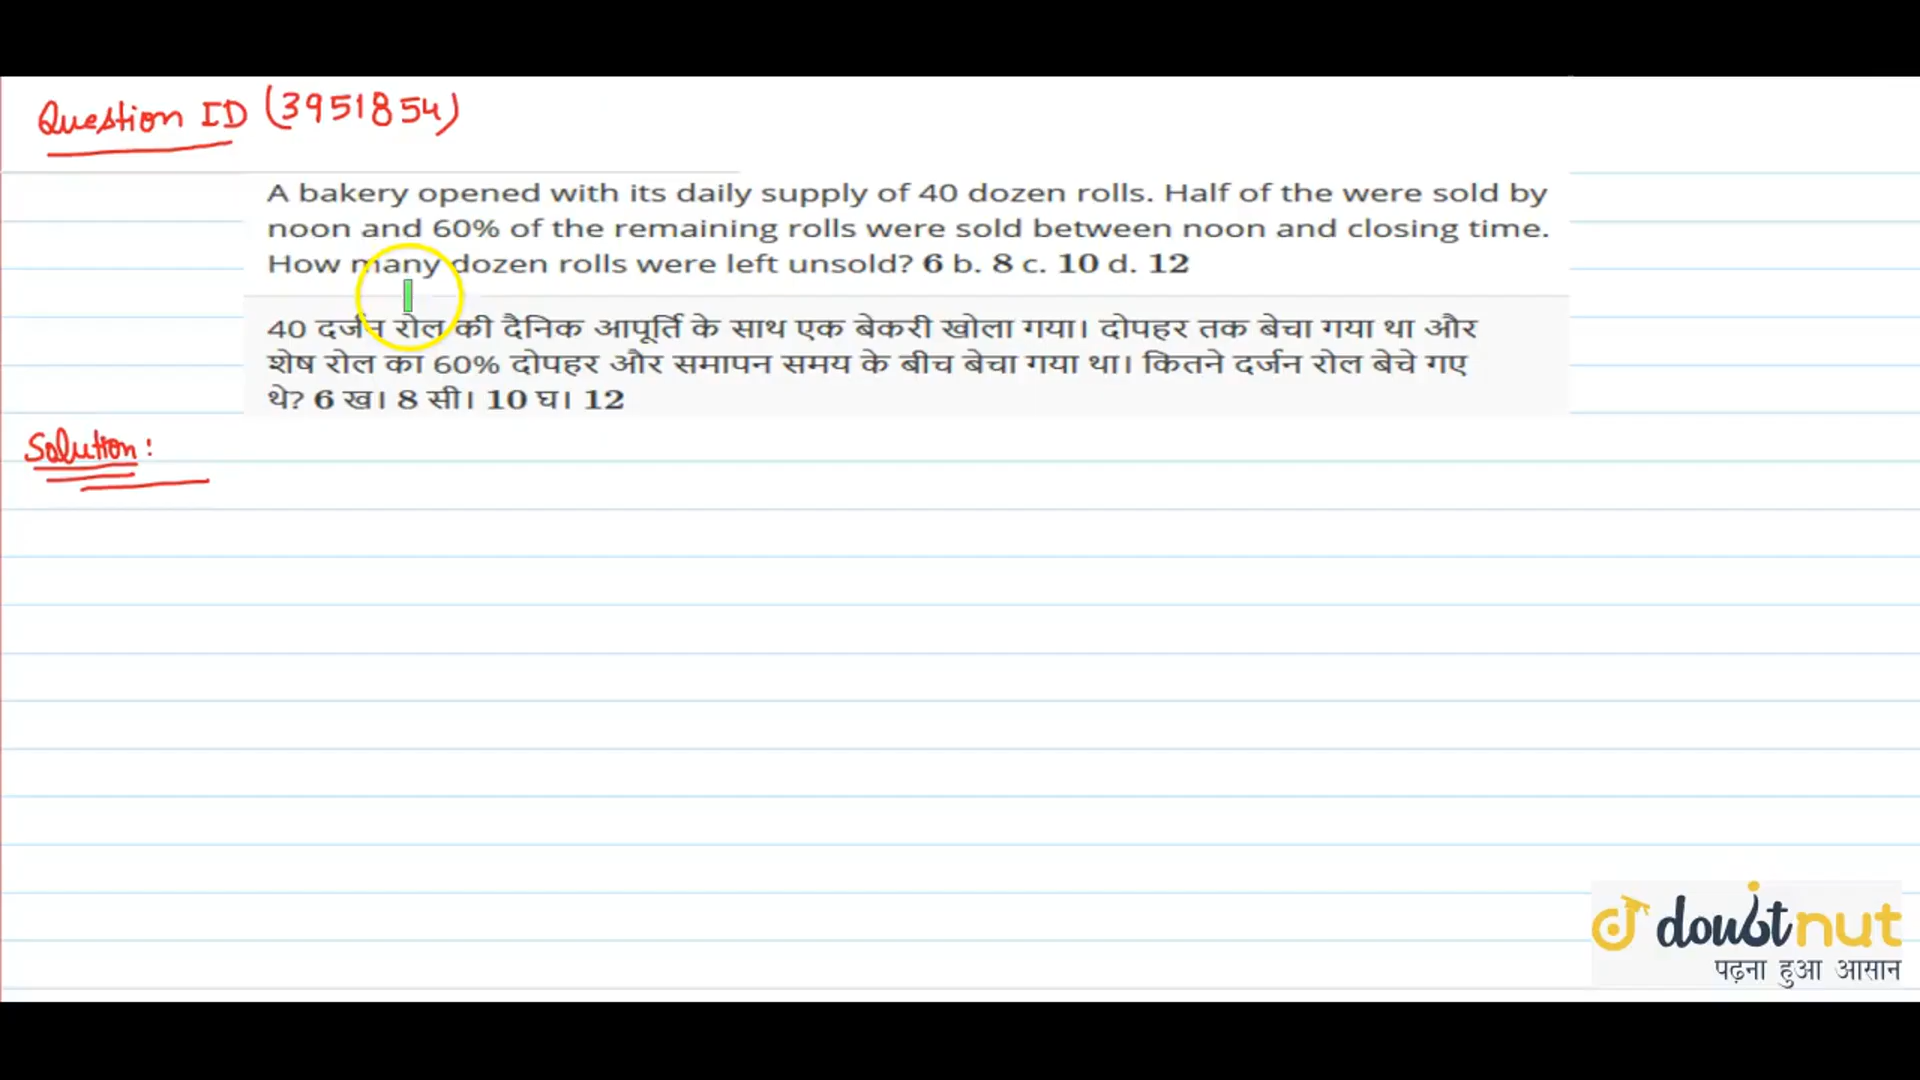 Question ID (3951854)
A bakery opened with its daily supply of 40 dozen rolls. Half of the were sold by
noon and 60% of the remaining rolls were sold between noon and closing time.
How many dozen rolls were left unsold? 6 b. 8 c. 10 d. 12
40 दर्जन रोल की दैनिक आपूर्ति के साथ एक बेकरी खोला गया। दोपहर तक बेचा गया था और
शेष रोल का 60% दोपहर और समापन समय के बीच बेचा गया था। कितने दर्जन रोल बेचे गए
थे? 6 ख। 8 सी। 10 घ। 12
Solution:
doubtnut
पढ़ना हुआ आसान